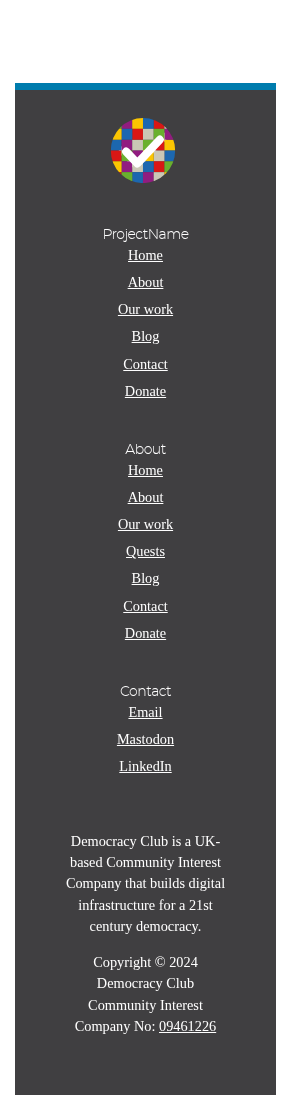 ProjectName
Home
About
Our work
Blog
Contact
Donate
About
Home
About
Our work
Quests
Blog
Contact
Donate
Contact
Email
Mastodon
LinkedIn
Democracy Club is a UK-
based Community Interest
Company that builds digital
infrastructure for a 21st
century democracy.
Copyright © 2024
Democracy Club
Community Interest
Company No: 09461226